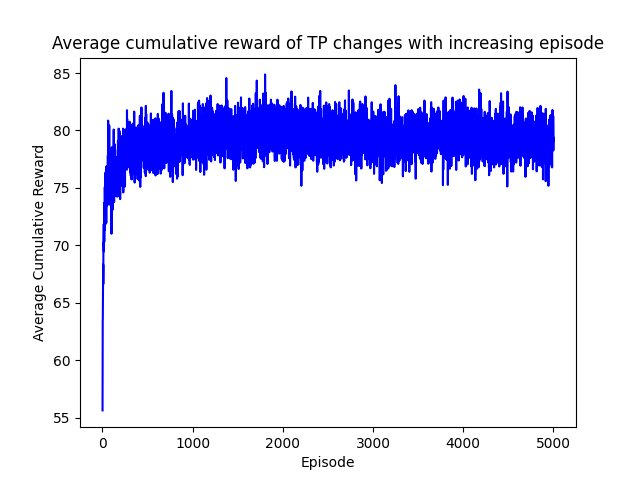 Average cumulative reward of TP changes with increasing episode
85
80
75
70
65
60
55
Average Cumulative Reward
0 1000 2000 3000 4000 5000
Episode